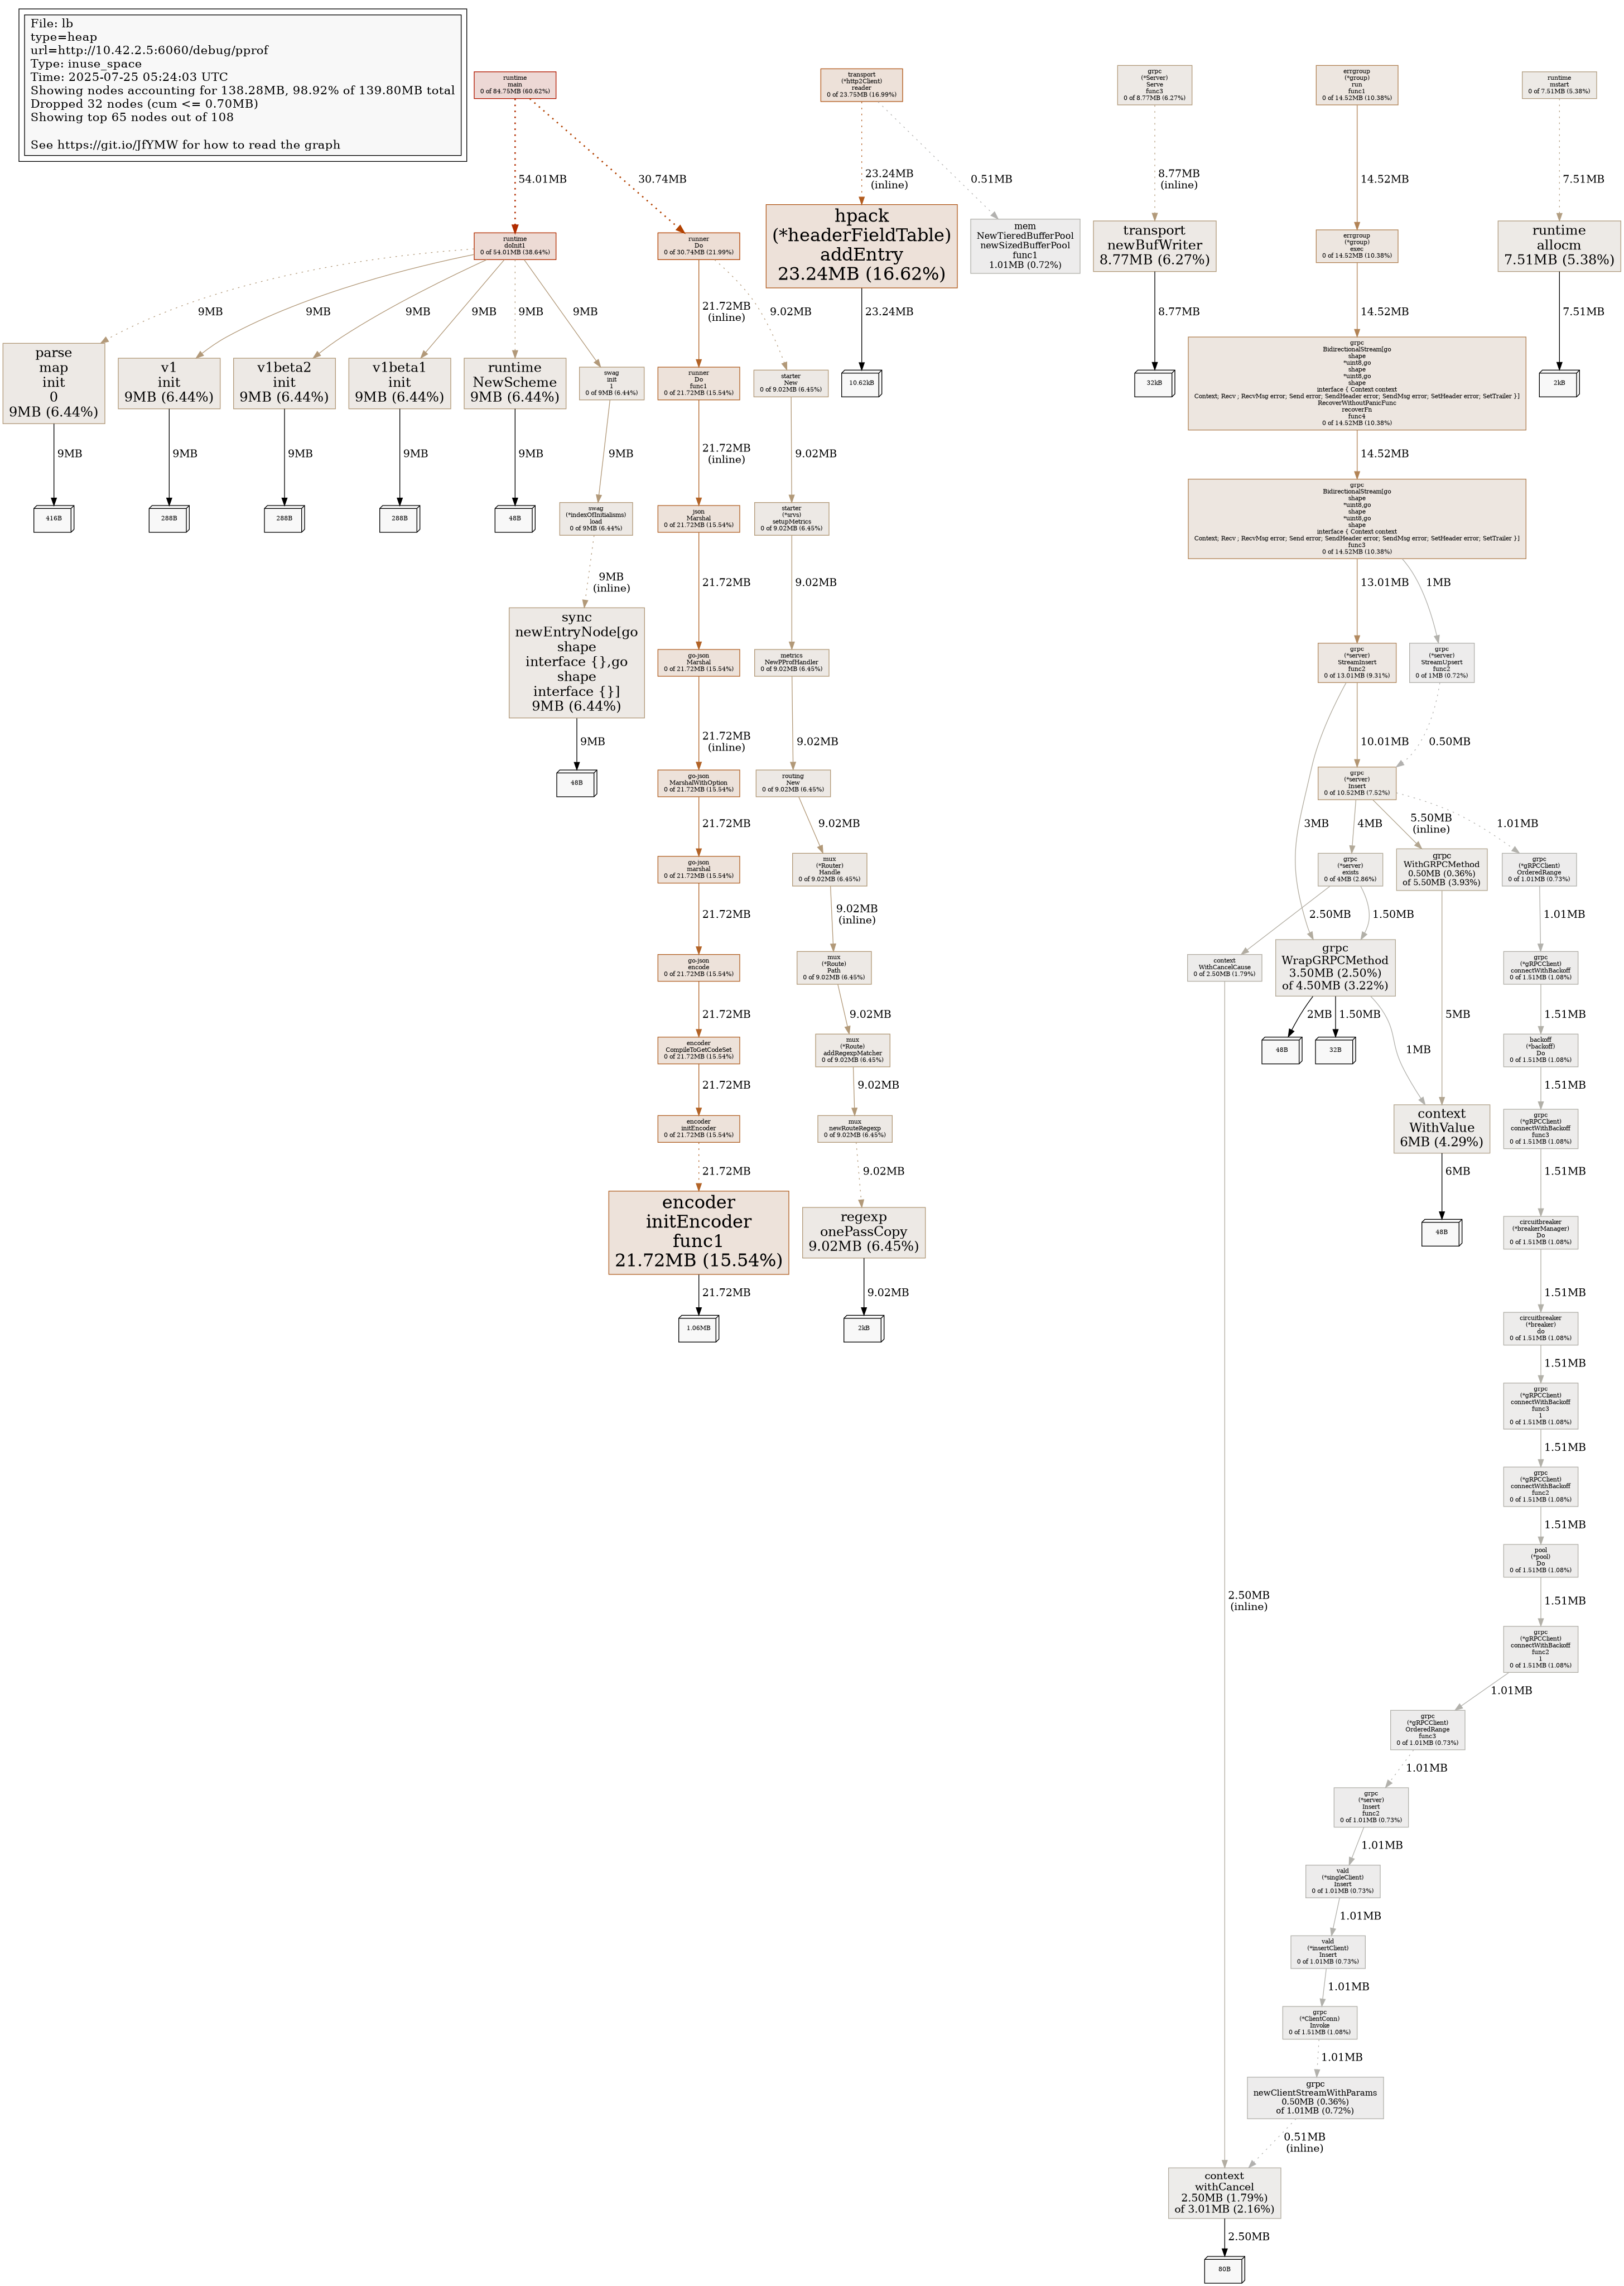 File: lb
type=heap
url=http://10.42.2.5:6060/debug/pprof
Type: inuse_space
Time: 2025-07-25 05:24:03 UTC
Showing nodes accounting for 138.28MB, 98.92% of 139.80MB total
Dropped 32 nodes (cum <= 0.70MB)
Showing top 65 nodes out of 108
See https://git.io/JfYMW for how to read the graph
runtime
main
0 of 84.75MB (60.62%)
54.01MB
30.74MB
runtime
doInit1
0 of 54.01MB (38.64%)
9MB
9MB
9MB
9MB
9MB
9MB
parse
map
init
0
9MB (6.44%)
9MB
416B
v1
init
9MB (6.44%)
9MB
288B
v1beta2
init
9MB (6.44%)
9MB
288B
v1beta1
init
9MB (6.44%)
9MB
288B
runtime
NewScheme
9MB (6.44%)
9MB
48B
swag
init
1
0 of 9MB (6.44%)
9MB
swag
(*indexOfInitialisms)
load
0 of 9MB (6.44%)
9MB
(inline)
sync
newEntryNode[go
shape
interface {},go
shape
interface {}]
9MB (6.44%)
9MB
48B
runner
Do
0 of 30.74MB (21.99%)
21.72MB
(inline)
9.02MB
runner
Do
func1
0 of 21.72MB (15.54%)
21.72MB
(inline)
json
Marshal
0 of 21.72MB (15.54%)
21.72MB
go-json
Marshal
0 of 21.72MB (15.54%)
21.72MB
(inline)
go-json
MarshalWithOption
0 of 21.72MB (15.54%)
21.72MB
go-json
marshal
0 of 21.72MB (15.54%)
21.72MB
go-json
encode
0 of 21.72MB (15.54%)
21.72MB
encoder
CompileToGetCodeSet
0 of 21.72MB (15.54%)
21.72MB
encoder
initEncoder
0 of 21.72MB (15.54%)
21.72MB
encoder
initEncoder
func1
21.72MB (15.54%)
21.72MB
1.06MB
starter
New
0 of 9.02MB (6.45%)
9.02MB
starter
(*srvs)
setupMetrics
0 of 9.02MB (6.45%)
9.02MB
metrics
NewPProfHandler
0 of 9.02MB (6.45%)
9.02MB
routing
New
0 of 9.02MB (6.45%)
9.02MB
mux
(*Router)
Handle
0 of 9.02MB (6.45%)
9.02MB
(inline)
mux
(*Route)
Path
0 of 9.02MB (6.45%)
9.02MB
mux
(*Route)
addRegexpMatcher
0 of 9.02MB (6.45%)
9.02MB
mux
newRouteRegexp
0 of 9.02MB (6.45%)
9.02MB
regexp
onePassCopy
9.02MB (6.45%)
9.02MB
2kB
transport
(*http2Client)
reader
0 of 23.75MB (16.99%)
23.24MB
(inline)
0.51MB
hpack
(*headerFieldTable)
addEntry
23.24MB (16.62%)
23.24MB
10.62kB
mem
NewTieredBufferPool
newSizedBufferPool
func1
1.01MB (0.72%)
grpc
(*Server)
Serve
func3
0 of 8.77MB (6.27%)
8.77MB
(inline)
transport
newBufWriter
8.77MB (6.27%)
8.77MB
32kB
errgroup
(*group)
run
func1
0 of 14.52MB (10.38%)
14.52MB
errgroup
(*group)
exec
0 of 14.52MB (10.38%)
14.52MB
grpc
BidirectionalStream[go
shape
*uint8,go
shape
*uint8,go
shape
interface { Context context
Context; Recv ; RecvMsg error; Send error; SendHeader error; SendMsg error; SetHeader error; SetTrailer }]
RecoverWithoutPanicFunc
recoverFn
func4
0 of 14.52MB (10.38%)
14.52MB
grpc
BidirectionalStream[go
shape
*uint8,go
shape
*uint8,go
shape
interface { Context context
Context; Recv ; RecvMsg error; Send error; SendHeader error; SendMsg error; SetHeader error; SetTrailer }]
func3
0 of 14.52MB (10.38%)
13.01MB
1MB
grpc
(*server)
StreamInsert
func2
0 of 13.01MB (9.31%)
grpc
(*server)
StreamUpsert
func2
0 of 1MB (0.72%)
10.01MB
0.50MB
3MB
grpc
(*server)
Insert
0 of 10.52MB (7.52%)
4MB
5.50MB
(inline)
1.01MB
grpc
(*server)
exists
0 of 4MB (2.86%)
2.50MB
1.50MB
grpc
WithGRPCMethod
0.50MB (0.36%)
of 5.50MB (3.93%)
5MB
context
WithCancelCause
0 of 2.50MB (1.79%)
2.50MB
(inline)
grpc
WrapGRPCMethod
3.50MB (2.50%)
of 4.50MB (3.22%)
2MB
1.50MB
1MB
48B
32B
context
WithValue
6MB (4.29%)
6MB
48B
runtime
mstart
0 of 7.51MB (5.38%)
7.51MB
runtime
allocm
7.51MB (5.38%)
7.51MB
2kB
grpc
(*gRPCClient)
OrderedRange
0 of 1.01MB (0.73%)
1.01MB
grpc
(*gRPCClient)
connectWithBackoff
0 of 1.51MB (1.08%)
1.51MB
backoff
(*backoff)
Do
0 of 1.51MB (1.08%)
1.51MB
grpc
(*gRPCClient)
connectWithBackoff
func3
0 of 1.51MB (1.08%)
1.51MB
circuitbreaker
(*breakerManager)
Do
0 of 1.51MB (1.08%)
1.51MB
circuitbreaker
(*breaker)
do
0 of 1.51MB (1.08%)
1.51MB
grpc
(*gRPCClient)
connectWithBackoff
func3
1
0 of 1.51MB (1.08%)
1.51MB
grpc
(*gRPCClient)
connectWithBackoff
func2
0 of 1.51MB (1.08%)
1.51MB
pool
(*pool)
Do
0 of 1.51MB (1.08%)
1.51MB
grpc
(*gRPCClient)
connectWithBackoff
func2
1
0 of 1.51MB (1.08%)
1.01MB
grpc
(*gRPCClient)
OrderedRange
func3
0 of 1.01MB (0.73%)
1.01MB
grpc
(*server)
Insert
func2
0 of 1.01MB (0.73%)
1.01MB
vald
(*singleClient)
Insert
0 of 1.01MB (0.73%)
1.01MB
vald
(*insertClient)
Insert
0 of 1.01MB (0.73%)
1.01MB
grpc
(*ClientConn)
Invoke
0 of 1.51MB (1.08%)
1.01MB
grpc
newClientStreamWithParams
0.50MB (0.36%)
of 1.01MB (0.72%)
0.51MB
(inline)
context
withCancel
2.50MB (1.79%)
of 3.01MB (2.16%)
2.50MB
80B